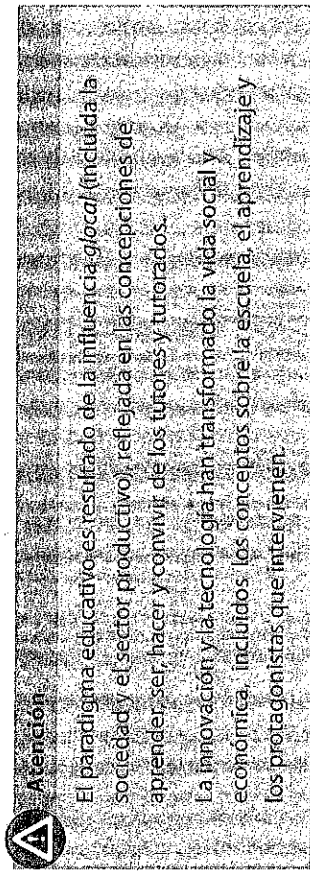 Atención
El paradigma educativo es resultado de la influencia glocal (incluida la
sociedad y el sector productivo), reflejada en las concepciones de
aprender, ser, hacer y convivir de los tutores y tutorados.
La innovación y la tecnología han transformado la vida social y
económica, incluidos los conceptos sobre la escuela, el aprendizaje y
los protagonistas que intervienen.